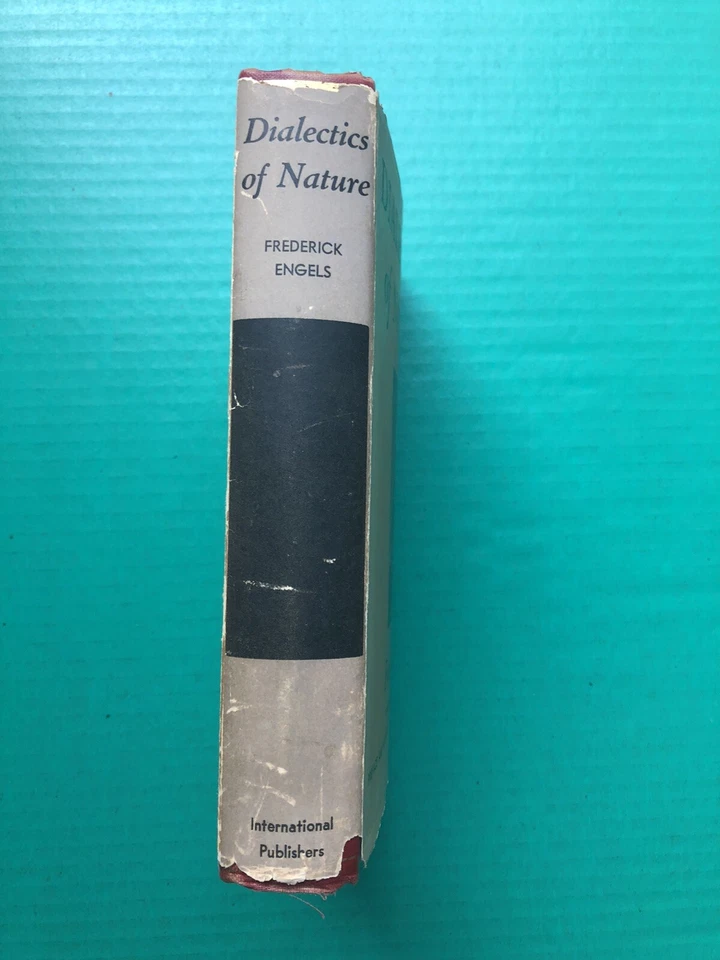 Dialectics
of Nature
FREDERICK
ENGELS
International
Publishers